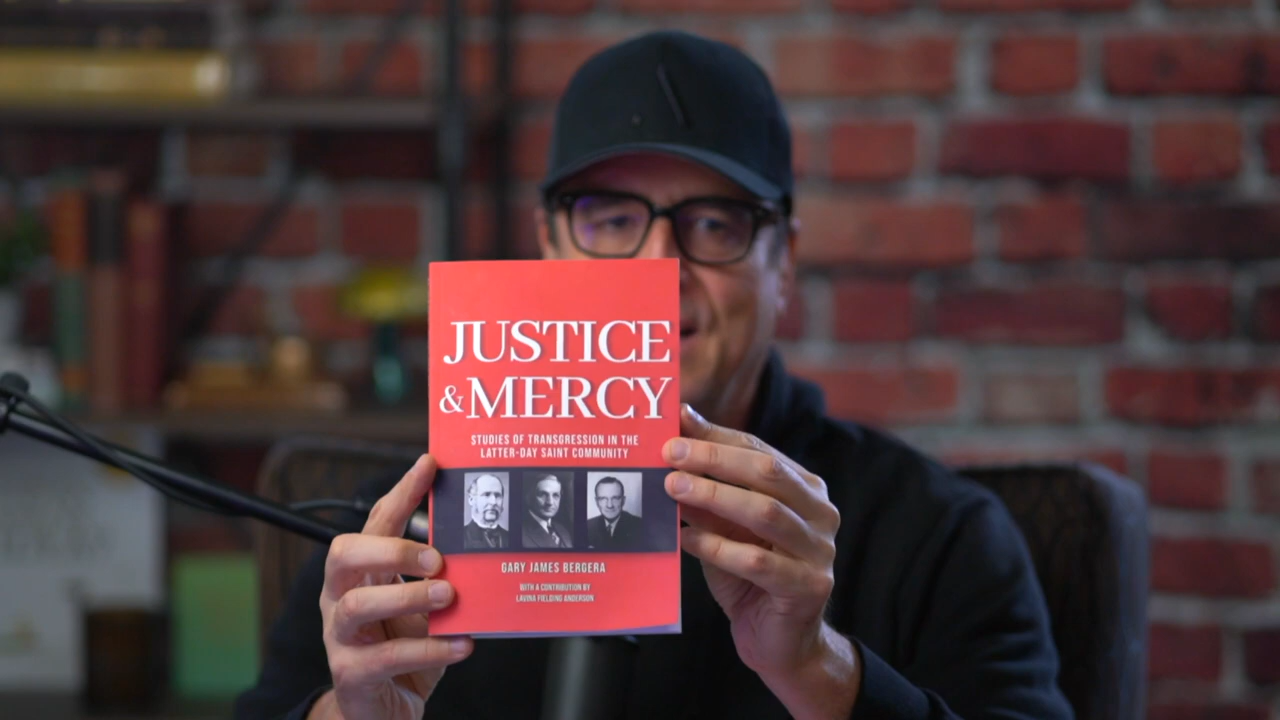 JUSTICE
& MERCY
STUDIES OF TRANSGRESSION IN THE
LATTER-DAY SAINT COMMUNITY
GARY JAMES BERGERA
WITH A CONTRIBUTION BY
LAVINA FIELDING ANDERSON